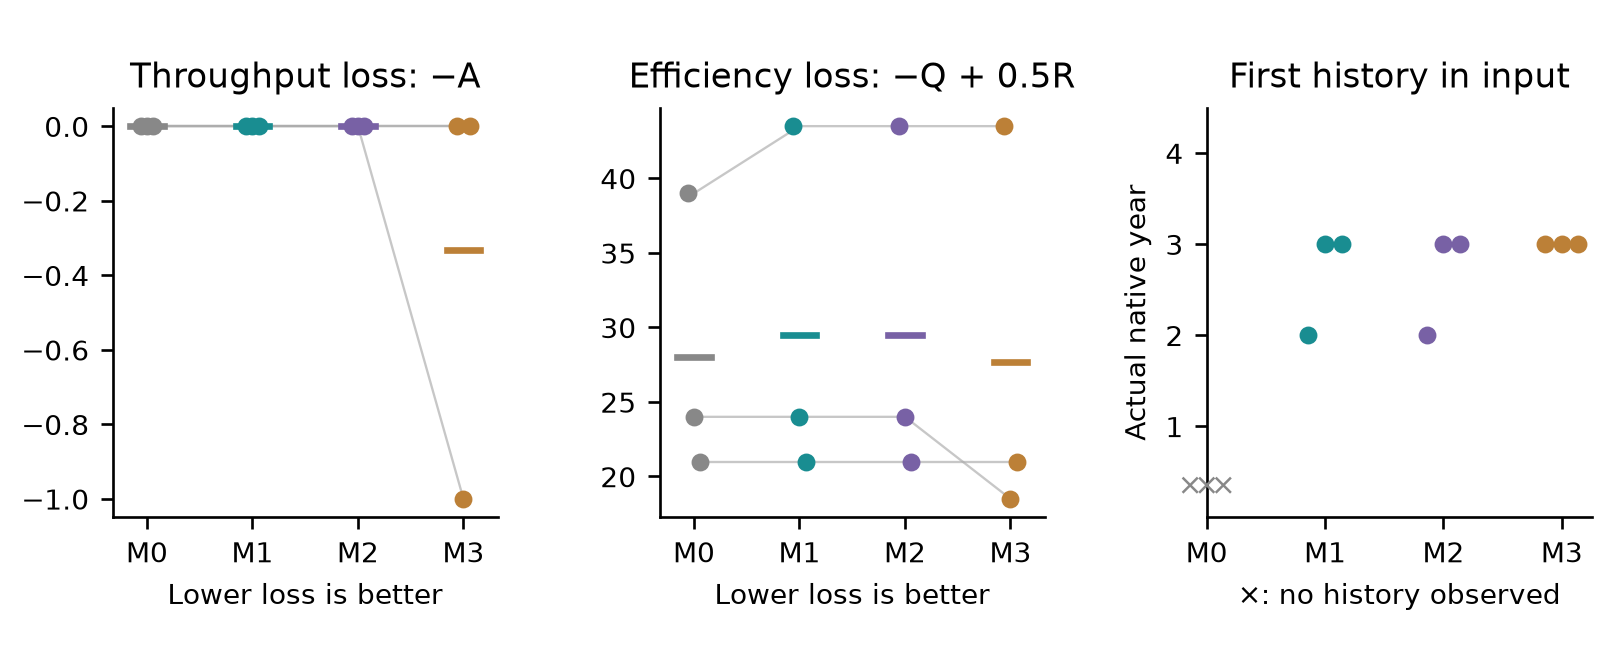 Throughput loss: −A
0.0
−0.2
−0.4
−0.6
−0.8
−1.0
M0 M1 M2 M3
Lower loss is better
Efficiency loss: −Q + 0.5R
40
35
30
25
20
M0 M1 M2 M3
Lower loss is better
First history in input
Actual native year
4
3
2
1
M0 M1 M2 M3
×: no history observed